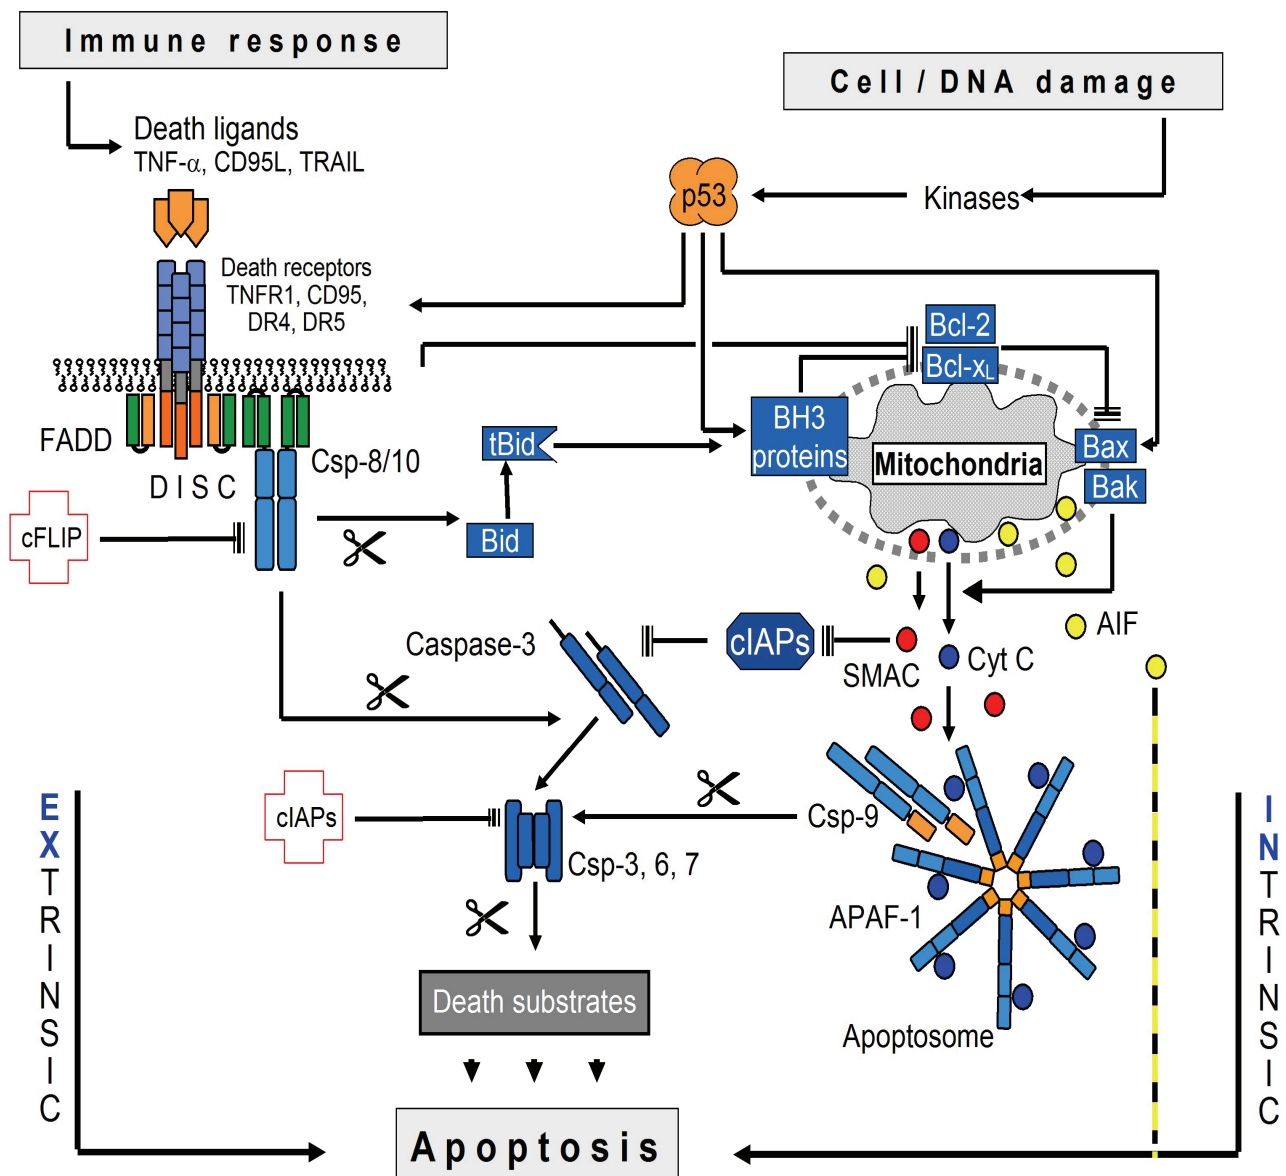 Immune response
Cell / DNA damage
Death ligands
TNF-α, CD95L, TRAIL
p53
Kinases
Death receptors
TNFR1, CD95,
DR4, DR5
Bcl-2
Bcl-xL
BH3
proteins
Mitochondria
Bax
Bak
FADD
DISC
Csp-8/10
tBid
Bid
cFLIP
Caspase-3
cIAPs
SMAC
Cyt C
AIF
cIAPs
Csp-3, 6, 7
Csp-9
APAF-1
Apoptosome
Death substrates
EXTRINSIC
INTRINSIC
Apoptosis